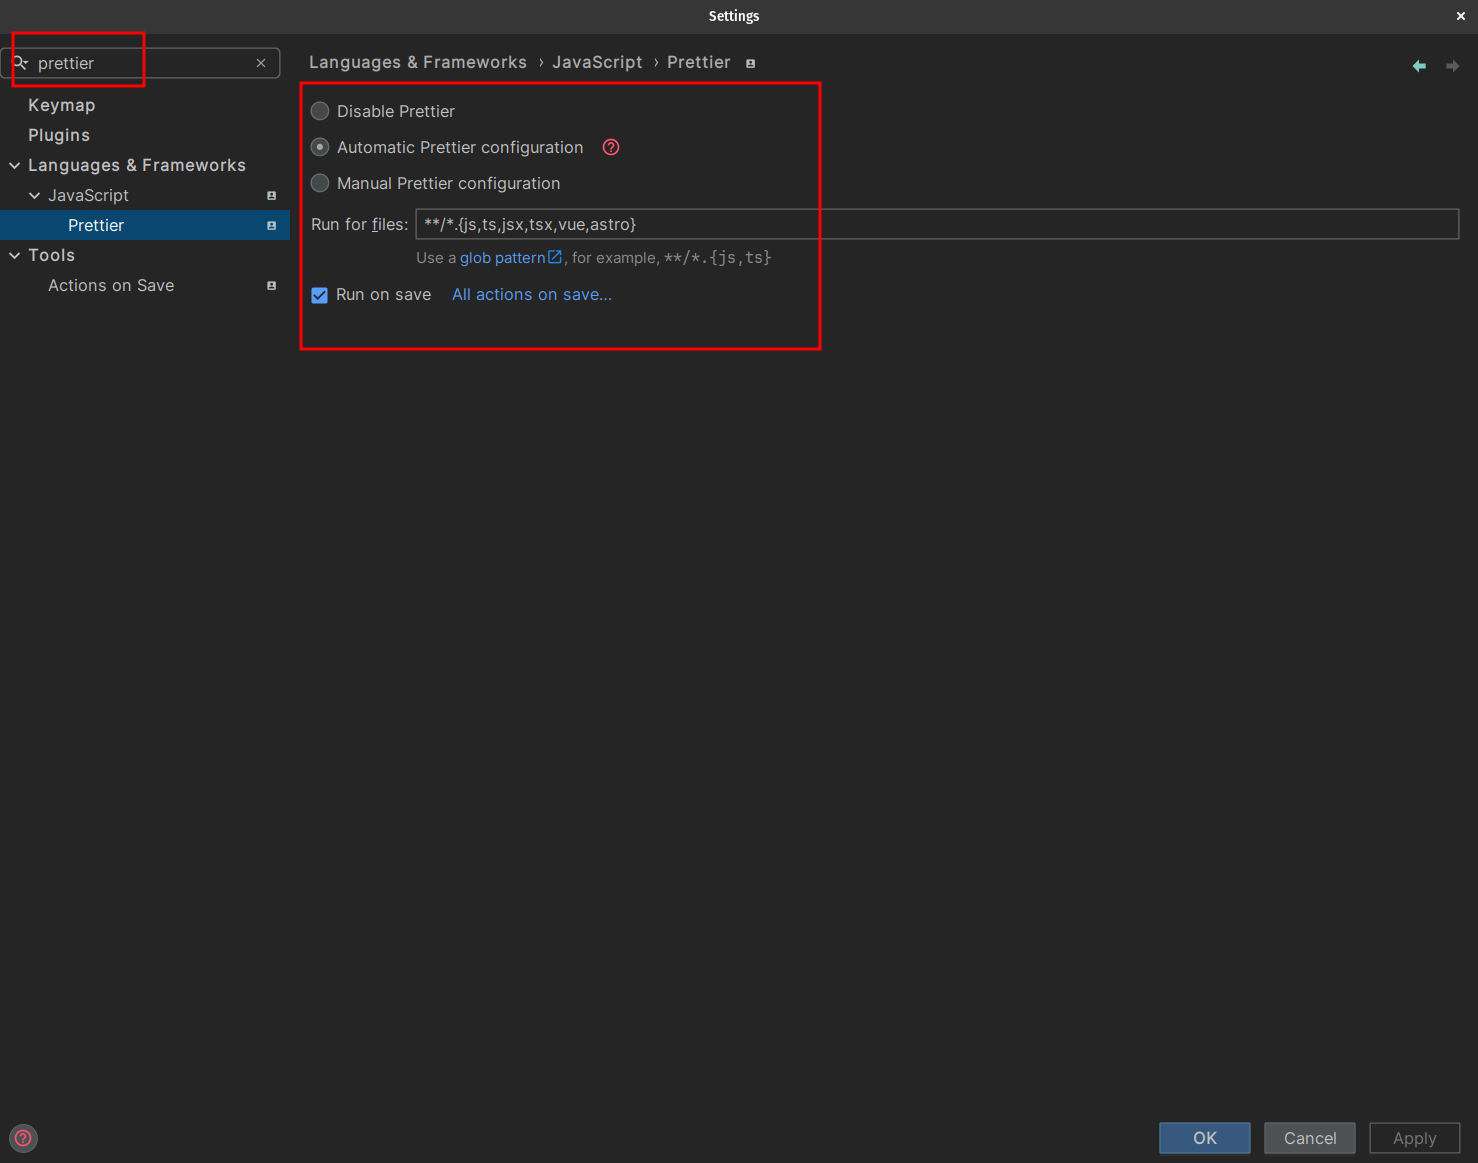 Settings
prettier
Keymap
Plugins
Languages & Frameworks
JavaScript
Prettier
Tools
Actions on Save
Languages & Frameworks › JavaScript › Prettier
Disable Prettier
Automatic Prettier configuration
Manual Prettier configuration
Run for files: **/*.{js,ts,jsx,tsx,vue,astro}
Use a glob pattern, for example, **/*.{js,ts}
Run on save All actions on save...
OK Cancel Apply